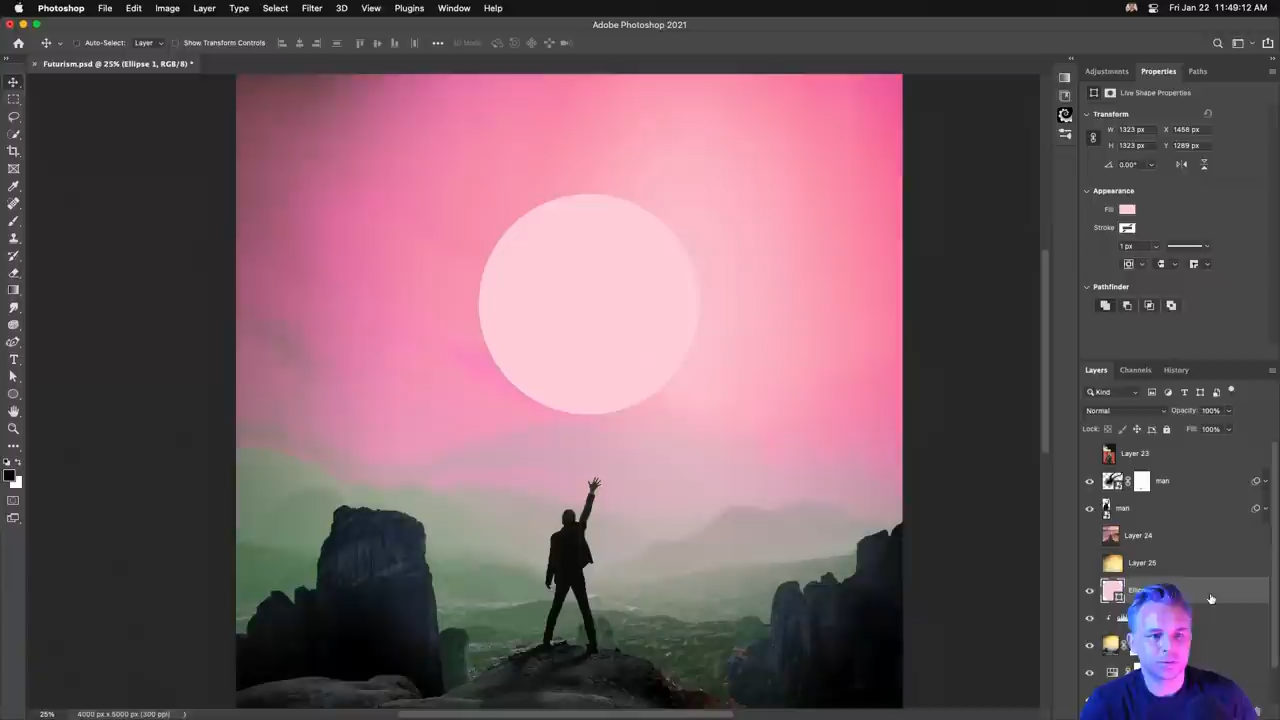 Photoshop File Edit Image Layer Type Select Filter 3D View Plugins Window Help Fri Jan 22 11:49:12 AM
Adobe Photoshop 2021
Auto-Select: Layer Show Transform Controls 3D Mode:
Futurism.psd @ 25% (Ellipse 1, RGB/8) *
Adjustments Properties Paths
Live Shape Properties
Transform
W 1323 px X 1458 px
H 1323 px Y 1289 px
0.00°
Appearance
Fill
Stroke
1 px
Pathfinder
Layers Channels History
Kind
Normal Opacity: 100%
Lock: Fill: 100%
Layer 23
man
man
Layer 24
Layer 25
25% 4000 px x 5000 px (300 ppi)